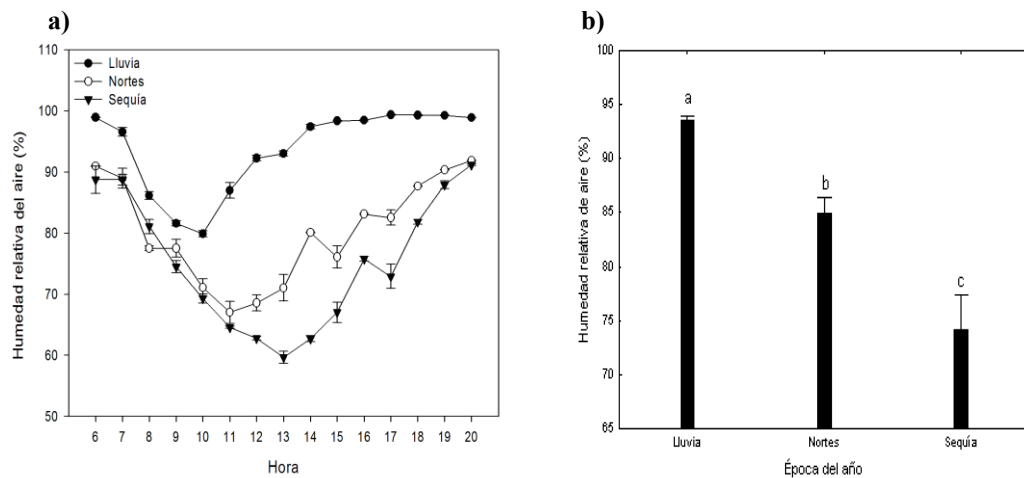 a)
Humedad relativa del aire (%)
110
100
90
80
70
60
50
Lluvia
Nortes
Sequía
6 7 8 9 10 11 12 13 14 15 16 17 18 19 20
Hora
b)
Humedad relativa de aire (%)
100
95
90
85
80
75
70
65
a
b
c
Lluvia Nortes Sequía
Época del año